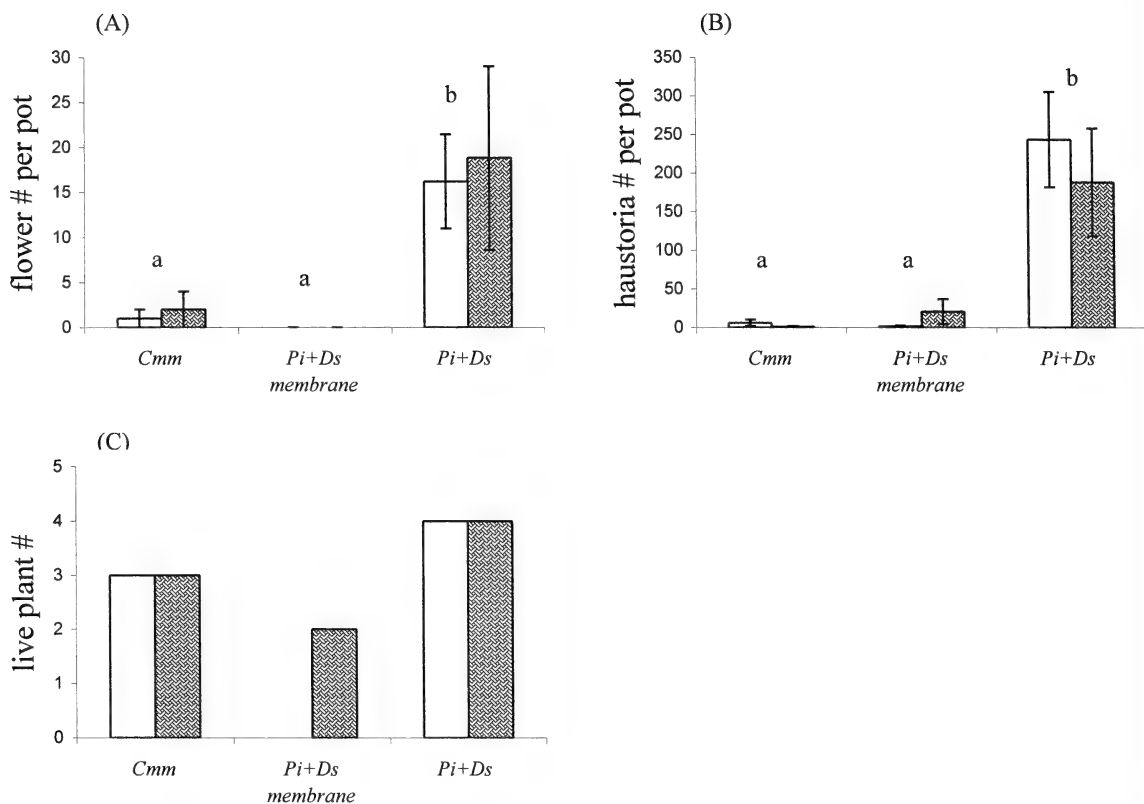 (A)
flower # per pot
30
25
20
15
10
5
0
a
a
b
Cmm
Pi+Ds
membrane
Pi+Ds
(B)
haustoria # per pot
350
300
250
200
150
100
50
0
a
a
b
Cmm
Pi+Ds
membrane
Pi+Ds
(C)
live plant #
5
4
3
2
1
0
Cmm
Pi+Ds
membrane
Pi+Ds